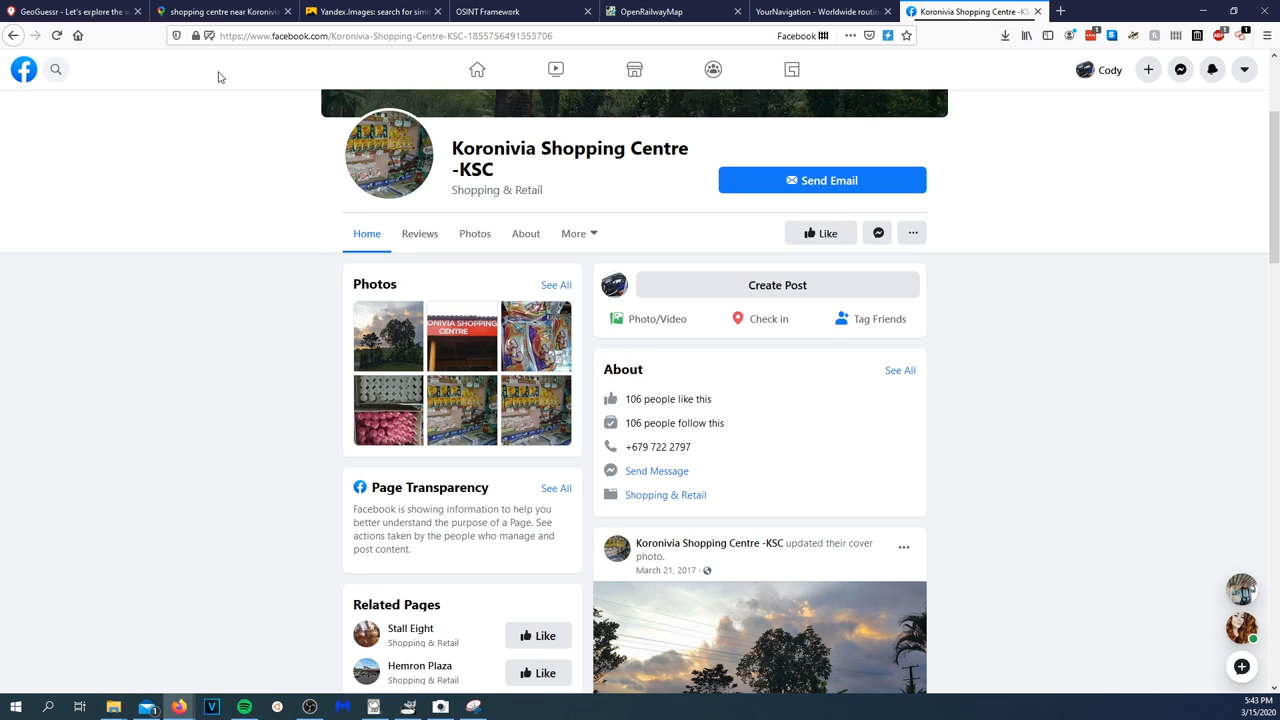 GeoGuessr - Let's explore the w
shopping centre near Koronivia
Yandex.Images: search for simil
OSINT Framework
OpenRailwayMap
YourNavigation - Worldwide routin
Koronivia Shopping Centre -KS
https://www.facebook.com/Koronivia-Shopping-Centre-KSC-1855756491353706
Facebook
Cody
Koronivia Shopping Centre
-KSC
Shopping & Retail
Send Email
Home
Reviews
Photos
About
More
Like
Photos
See All
ONIVIA SHOPPING
CENTRE
Page Transparency
See All
Facebook is showing information to help you
better understand the purpose of a Page. See
actions taken by the people who manage and
post content.
Related Pages
Stall Eight
Shopping & Retail
Like
Hemron Plaza
Shopping & Retail
Like
Create Post
Photo/Video
Check in
Tag Friends
About
See All
106 people like this
106 people follow this
+679 722 2797
Send Message
Shopping & Retail
Koronivia Shopping Centre -KSC updated their cover
photo.
March 21, 2017
5:43 PM
3/15/2020